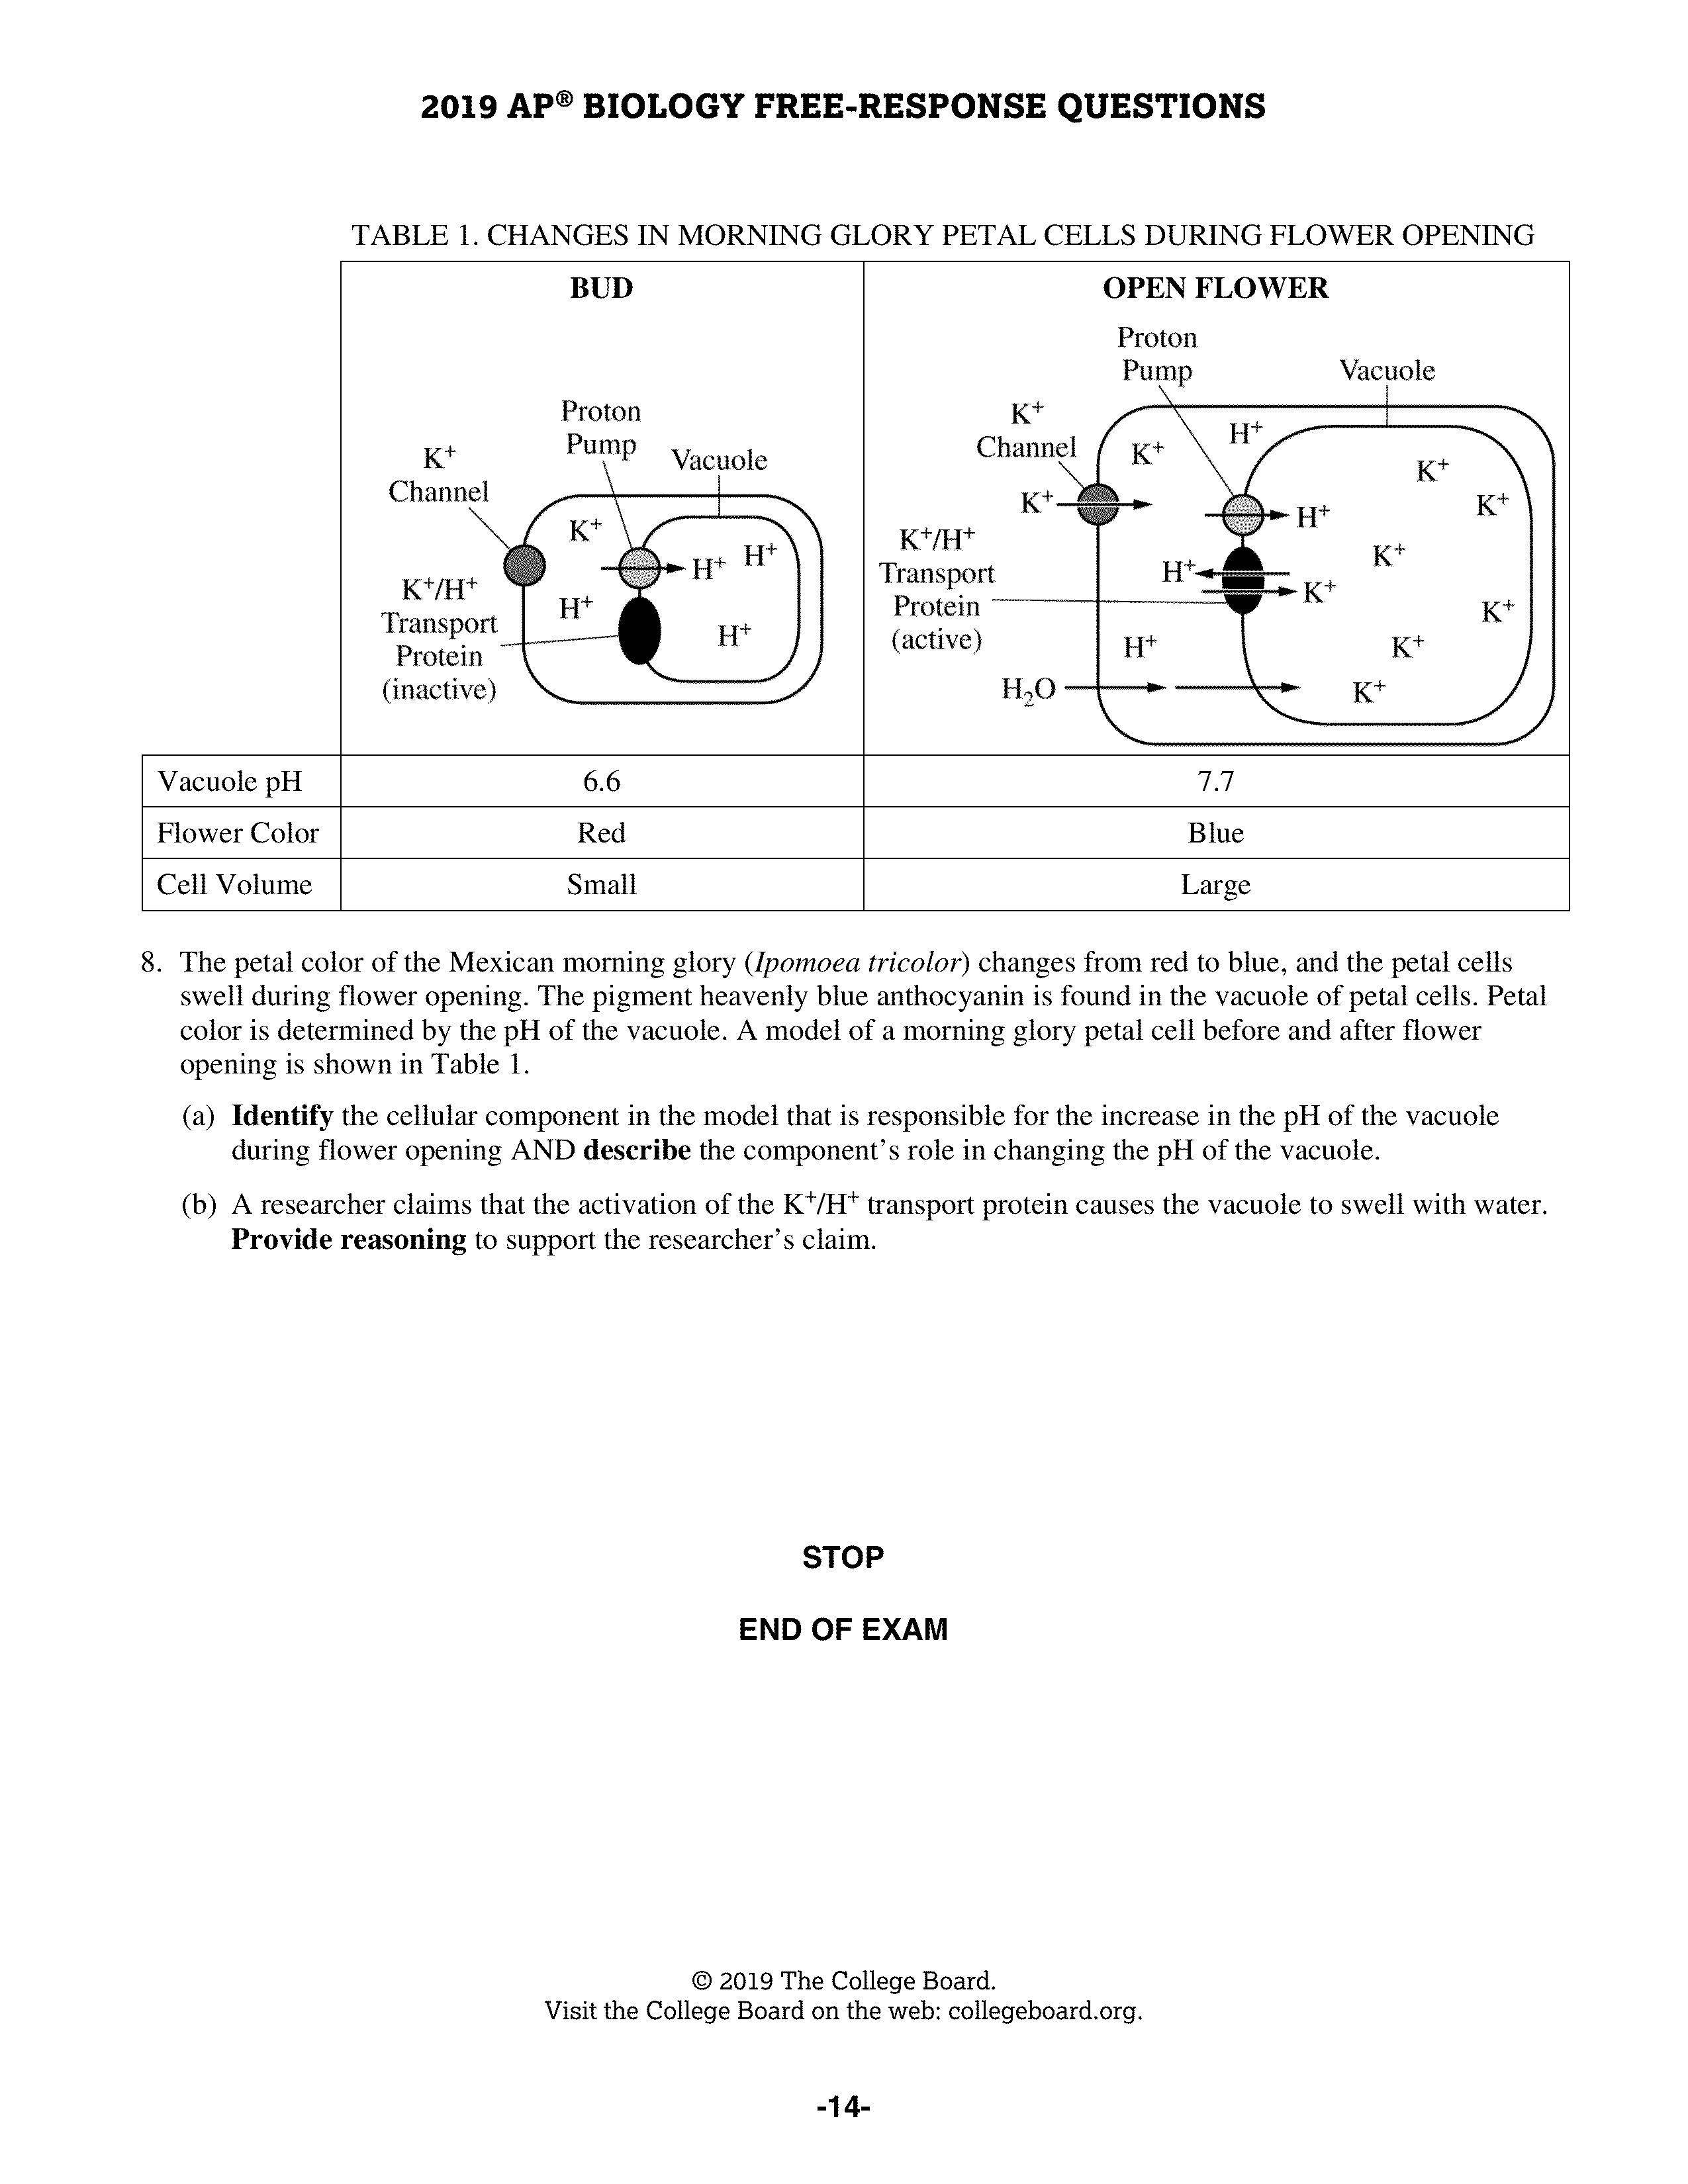 2019 AP® BIOLOGY FREE-RESPONSE QUESTIONS
TABLE 1. CHANGES IN MORNING GLORY PETAL CELLS DURING FLOWER OPENING
BUD
Proton
Pump
Vacuole
K+
Channel
K+
H+
H+
K+/H+
Transport
Protein
(inactive)
H+
H+
OPEN FLOWER
Proton
Pump
Vacuole
K+
Channel
K+
H+
K+
K+
K+
H+
K+/H+
Transport
Protein
(active)
K+
H+
K+
K+
H+
K+
H2O
K+
Vacuole pH 6.6 7.7
Flower Color Red Blue
Cell Volume Small Large
8. The petal color of the Mexican morning glory (Ipomoea tricolor) changes from red to blue, and the petal cells
swell during flower opening. The pigment heavenly blue anthocyanin is found in the vacuole of petal cells. Petal
color is determined by the pH of the vacuole. A model of a morning glory petal cell before and after flower
opening is shown in Table 1.
(a) Identify the cellular component in the model that is responsible for the increase in the pH of the vacuole
during flower opening AND describe the component's role in changing the pH of the vacuole.
(b) A researcher claims that the activation of the K+/H+ transport protein causes the vacuole to swell with water.
Provide reasoning to support the researcher's claim.
STOP
END OF EXAM
© 2019 The College Board.
Visit the College Board on the web: collegeboard.org.
-14-